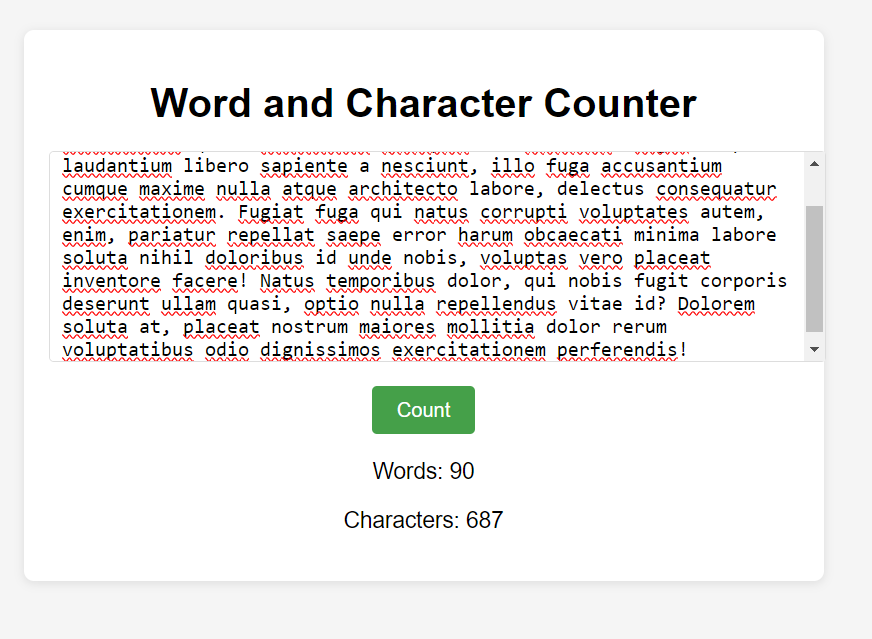 Word and Character Counter
laudantium libero sapiente a nesciunt, illo fuga accusantium
cumque maxime nulla atque architecto labore, delectus consequatur
exercitationem. Fugiat fuga qui natus corrupti voluptates autem,
enim, pariatur repellat saepe error harum obcaecati minima labore
soluta nihil doloribus id unde nobis, voluptas vero placeat
inventore facere! Natus temporibus dolor, qui nobis fugit corporis
deserunt ullam quasi, optio nulla repellendus vitae id? Dolorem
soluta at, placeat nostrum maiores mollitia dolor rerum
voluptatibus odio dignissimos exercitationem perferendis!
Count
Words: 90
Characters: 687